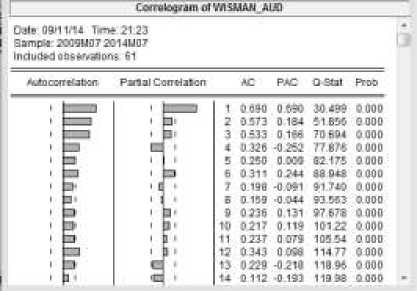 Correlogram of WISMAN_AUD
Date: 09/11/14 Time: 21:23
Sample: 2009M07 2014M07
Included observations: 61
Autocorrelation Partial Correlation AC PAC Q-Stat Prob
1 0.690 0.690 30.499 0.000
2 0.573 0.184 51.856 0.000
3 0.533 0.166 70.694 0.000
4 0.326 -0.252 77.876 0.000
5 0.250 0.009 82.175 0.000
6 0.311 0.244 88.948 0.000
7 0.198 -0.091 91.740 0.000
8 0.159 -0.044 93.563 0.000
9 0.236 0.131 97.678 0.000
10 0.217 0.119 101.22 0.000
11 0.237 0.079 105.54 0.000
12 0.343 0.098 114.77 0.000
13 0.229 -0.218 118.96 0.000
14 0.112 -0.193 119.98 0.000